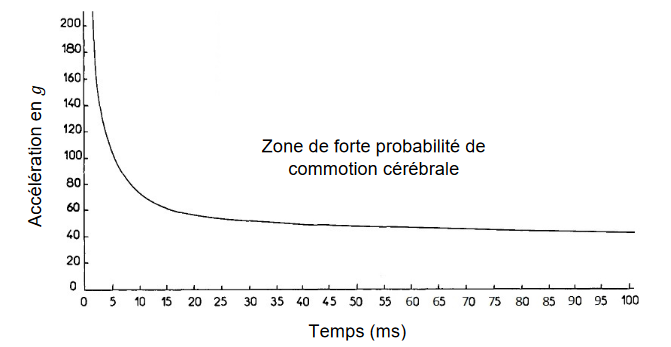 Accélération en g
200
180
160
140
120
100
80
60
40
20
0
Zone de forte probabilité de
commotion cérébrale
0 5 10 15 20 25 30 35 40 45 50 55 60 65 70 75 80 85 90 95 100
Temps (ms)